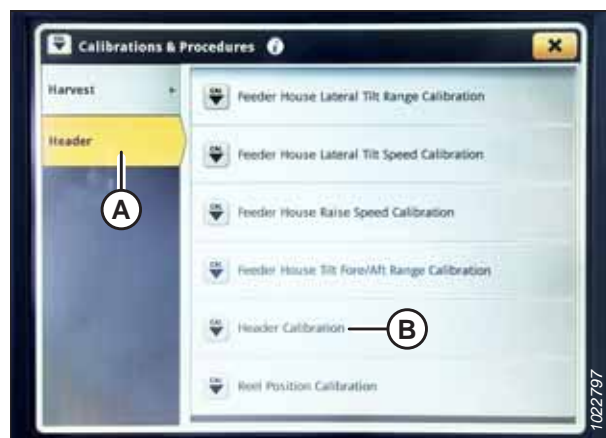 Calibrations & Procedures
Harvest
Header
Feeder House Lateral Tilt Range Calibration
Feeder House Lateral Tilt Speed Calibration
Feeder House Raise Speed Calibration
Feeder House Tilt Fore/Aft Range Calibration
Header Calibration
Reel Position Calibration
A
B
1022797